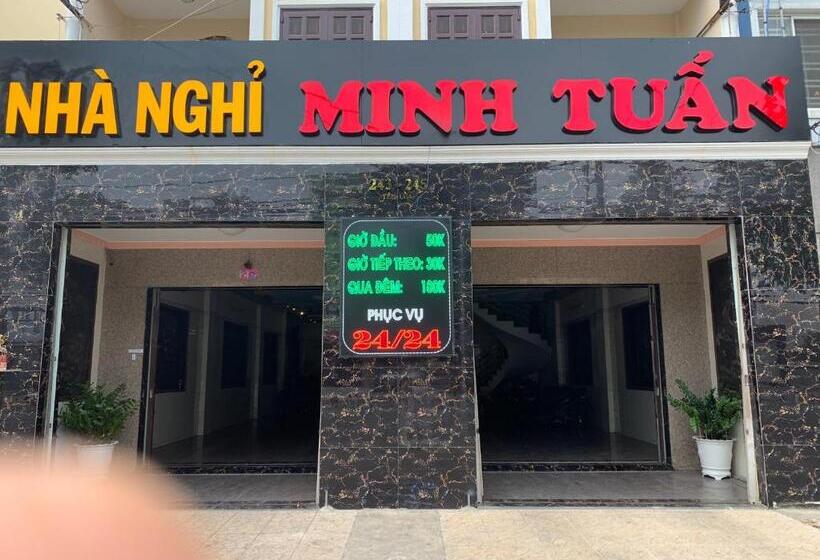 NHÀ NGHỈ MINH TUẤN
GIỜ ĐẦU: 50K
GIỜ TIẾP THEO: 30K
QUA ĐÊM: 180K
PHỤC VỤ
24/24